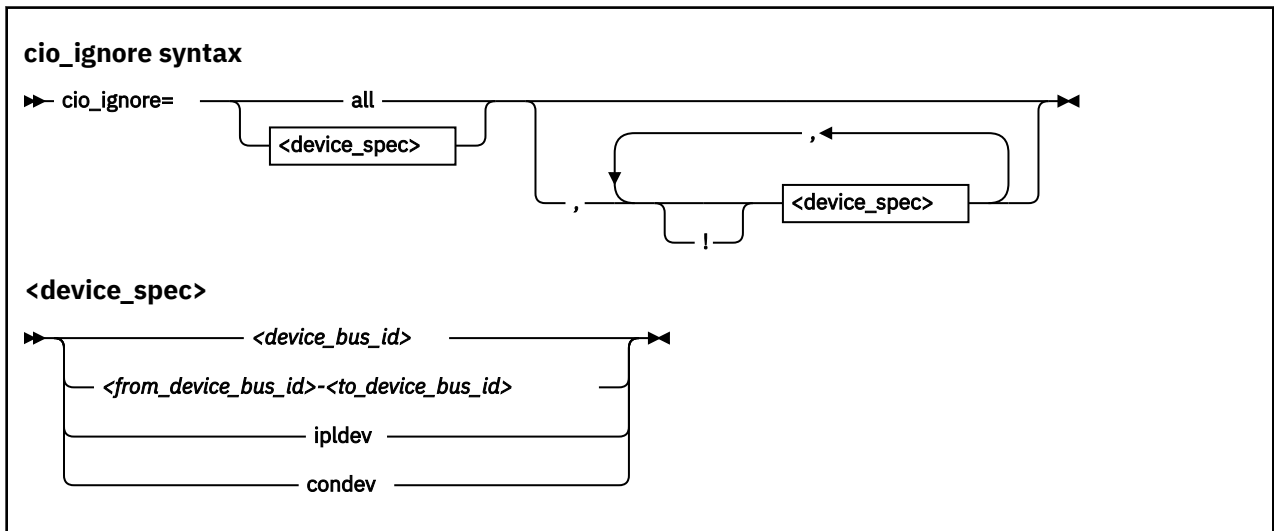 cio_ignore syntax
cio_ignore= all
<device_spec>
,
, <device_spec>
!
<device_spec>
<device_bus_id>
<from_device_bus_id>-<to_device_bus_id>
ipldev
condev